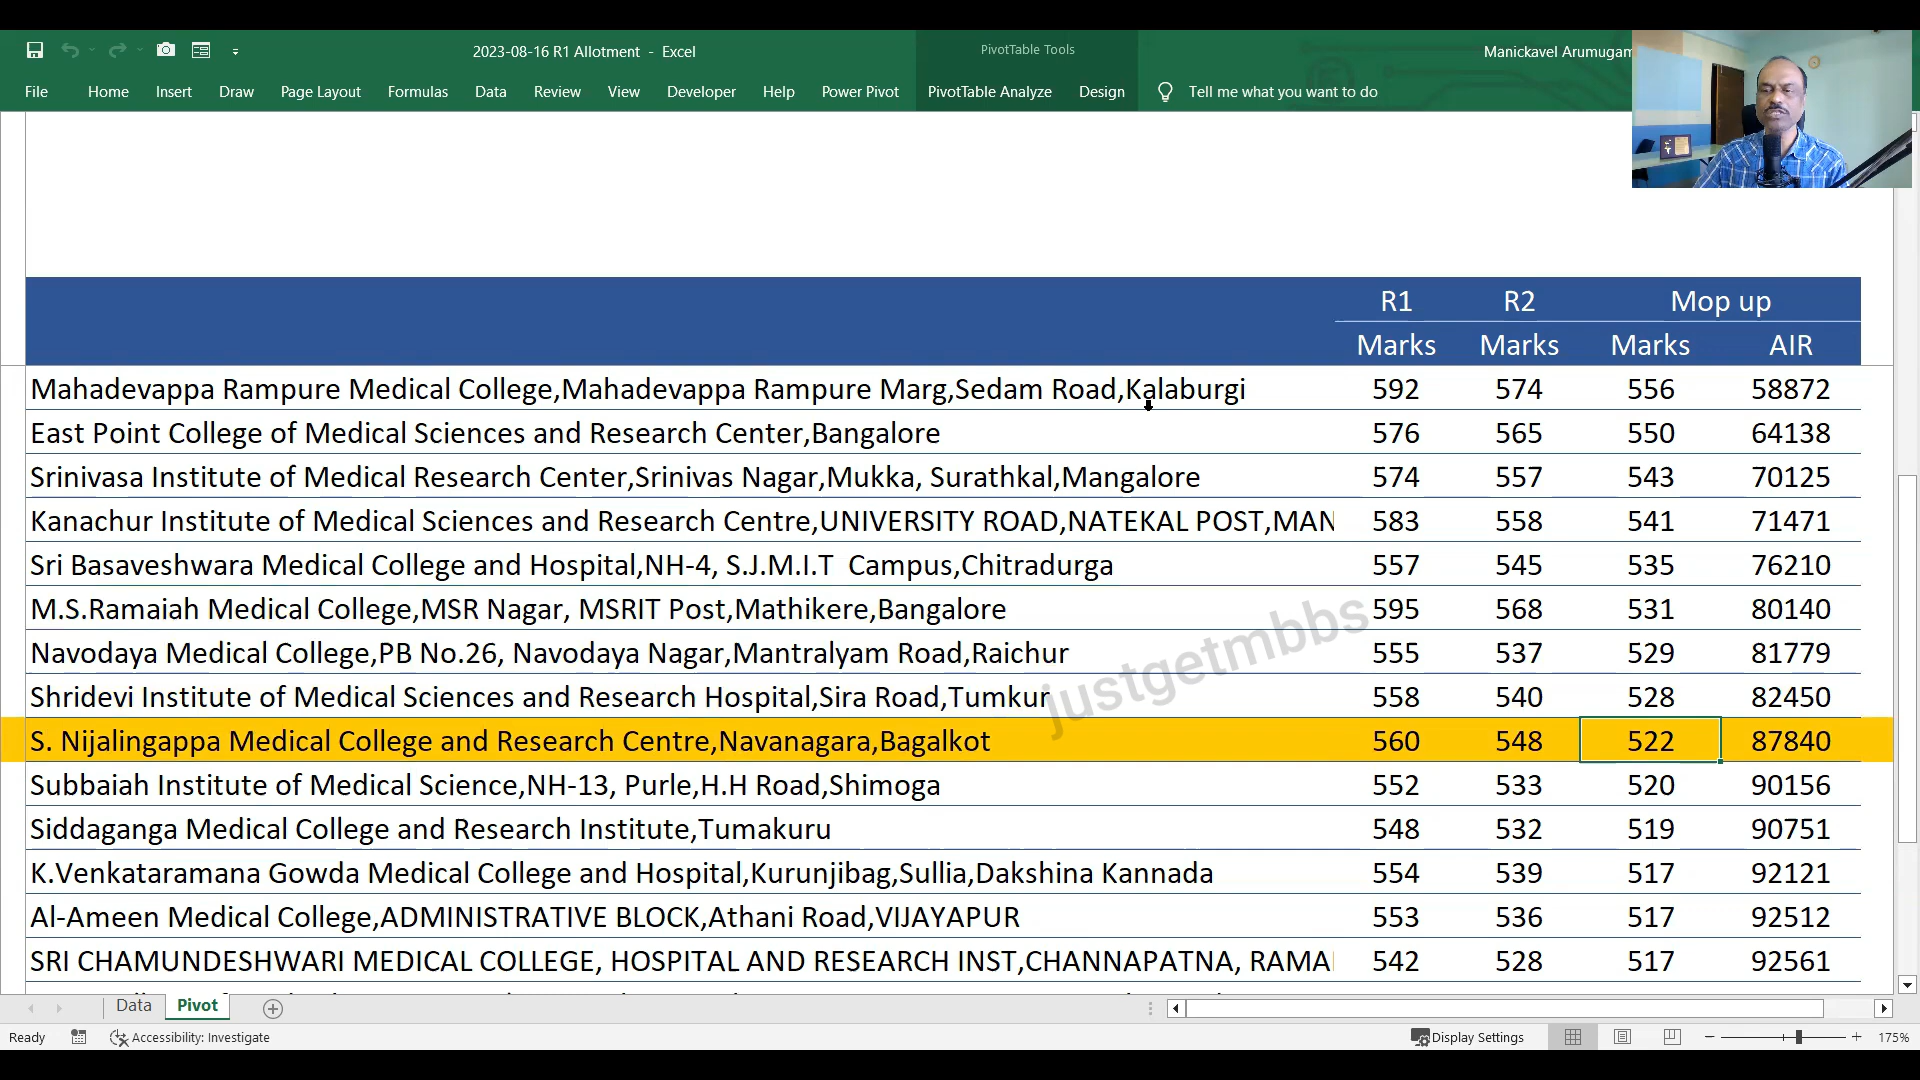 2023-08-16 R1 Allotment - Excel
PivotTable Tools
Manickavel Arumugam
File Home Insert Draw Page Layout Formulas Data Review View Developer Help Power Pivot PivotTable Analyze Design Tell me what you want to do
R1 R2 Mop up
Marks Marks Marks AIR
Mahadevappa Rampure Medical College,Mahadevappa Rampure Marg,Sedam Road,Kalaburgi 592 574 556 58872
East Point College of Medical Sciences and Research Center,Bangalore 576 565 550 64138
Srinivasa Institute of Medical Research Center,Srinivas Nagar,Mukka, Surathkal,Mangalore 574 557 543 70125
Kanachur Institute of Medical Sciences and Research Centre,UNIVERSITY ROAD,NATEKAL POST,MAN 583 558 541 71471
Sri Basaveshwara Medical College and Hospital,NH-4, S.J.M.I.T Campus,Chitradurga 557 545 535 76210
M.S.Ramaiah Medical College,MSR Nagar, MSRIT Post,Mathikere,Bangalore 595 568 531 80140
Navodaya Medical College,PB No.26, Navodaya Nagar,Mantralyam Road,Raichur 555 537 529 81779
Shridevi Institute of Medical Sciences and Research Hospital,Sira Road,Tumkur 558 540 528 82450
S. Nijalingappa Medical College and Research Centre,Navanagara,Bagalkot 560 548 522 87840
Subbaiah Institute of Medical Science,NH-13, Purle,H.H Road,Shimoga 552 533 520 90156
Siddaganga Medical College and Research Institute,Tumakuru 548 532 519 90751
K.Venkataramana Gowda Medical College and Hospital,Kurunjibag,Sullia,Dakshina Kannada 554 539 517 92121
Al-Ameen Medical College,ADMINISTRATIVE BLOCK,Athani Road,VIJAYAPUR 553 536 517 92512
SRI CHAMUNDESHWARI MEDICAL COLLEGE, HOSPITAL AND RESEARCH INST,CHANNAPATNA, RAMA 542 528 517 92561
justgetmbbs
Data Pivot
Ready Accessibility: Investigate Display Settings 175%